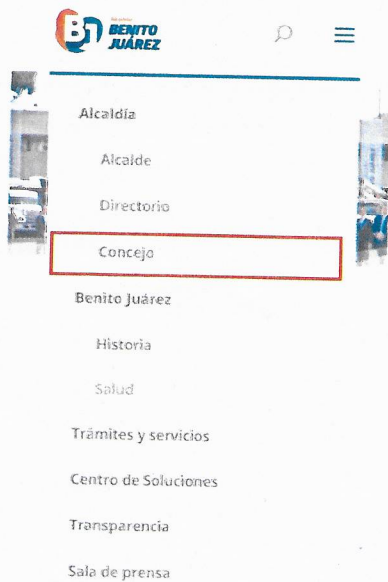 BENITO
JUÁREZ
Alcaldía
Alcalde
Directorio
Concejo
Benito Juárez
Historia
Salud
Trámites y servicios
Centro de Soluciones
Transparencia
Sala de prensa